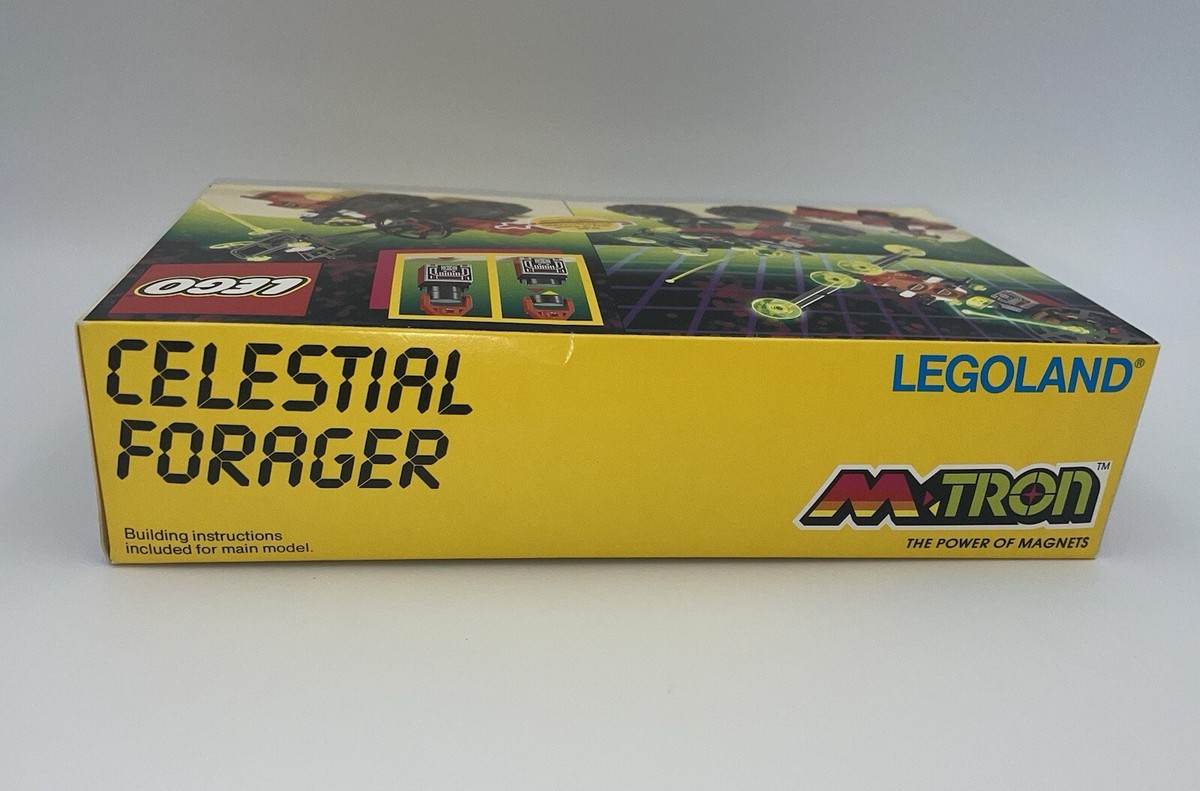 LEGO
CELESTIAL
FORAGER
Building instructions
included for main model.
LEGOLAND®
M·TRON™
THE POWER OF MAGNETS